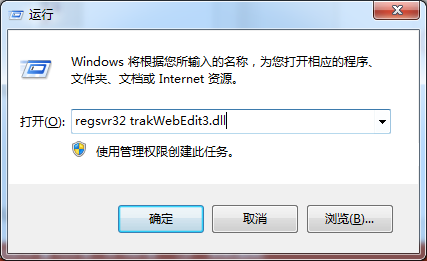 运行
Windows 将根据您所输入的名称，为您打开相应的程序、
文件夹、文档或 Internet 资源。
打开(O): regsvr32 trakWebEdit3.dll
使用管理权限创建此任务。
确定 取消 浏览(B)...